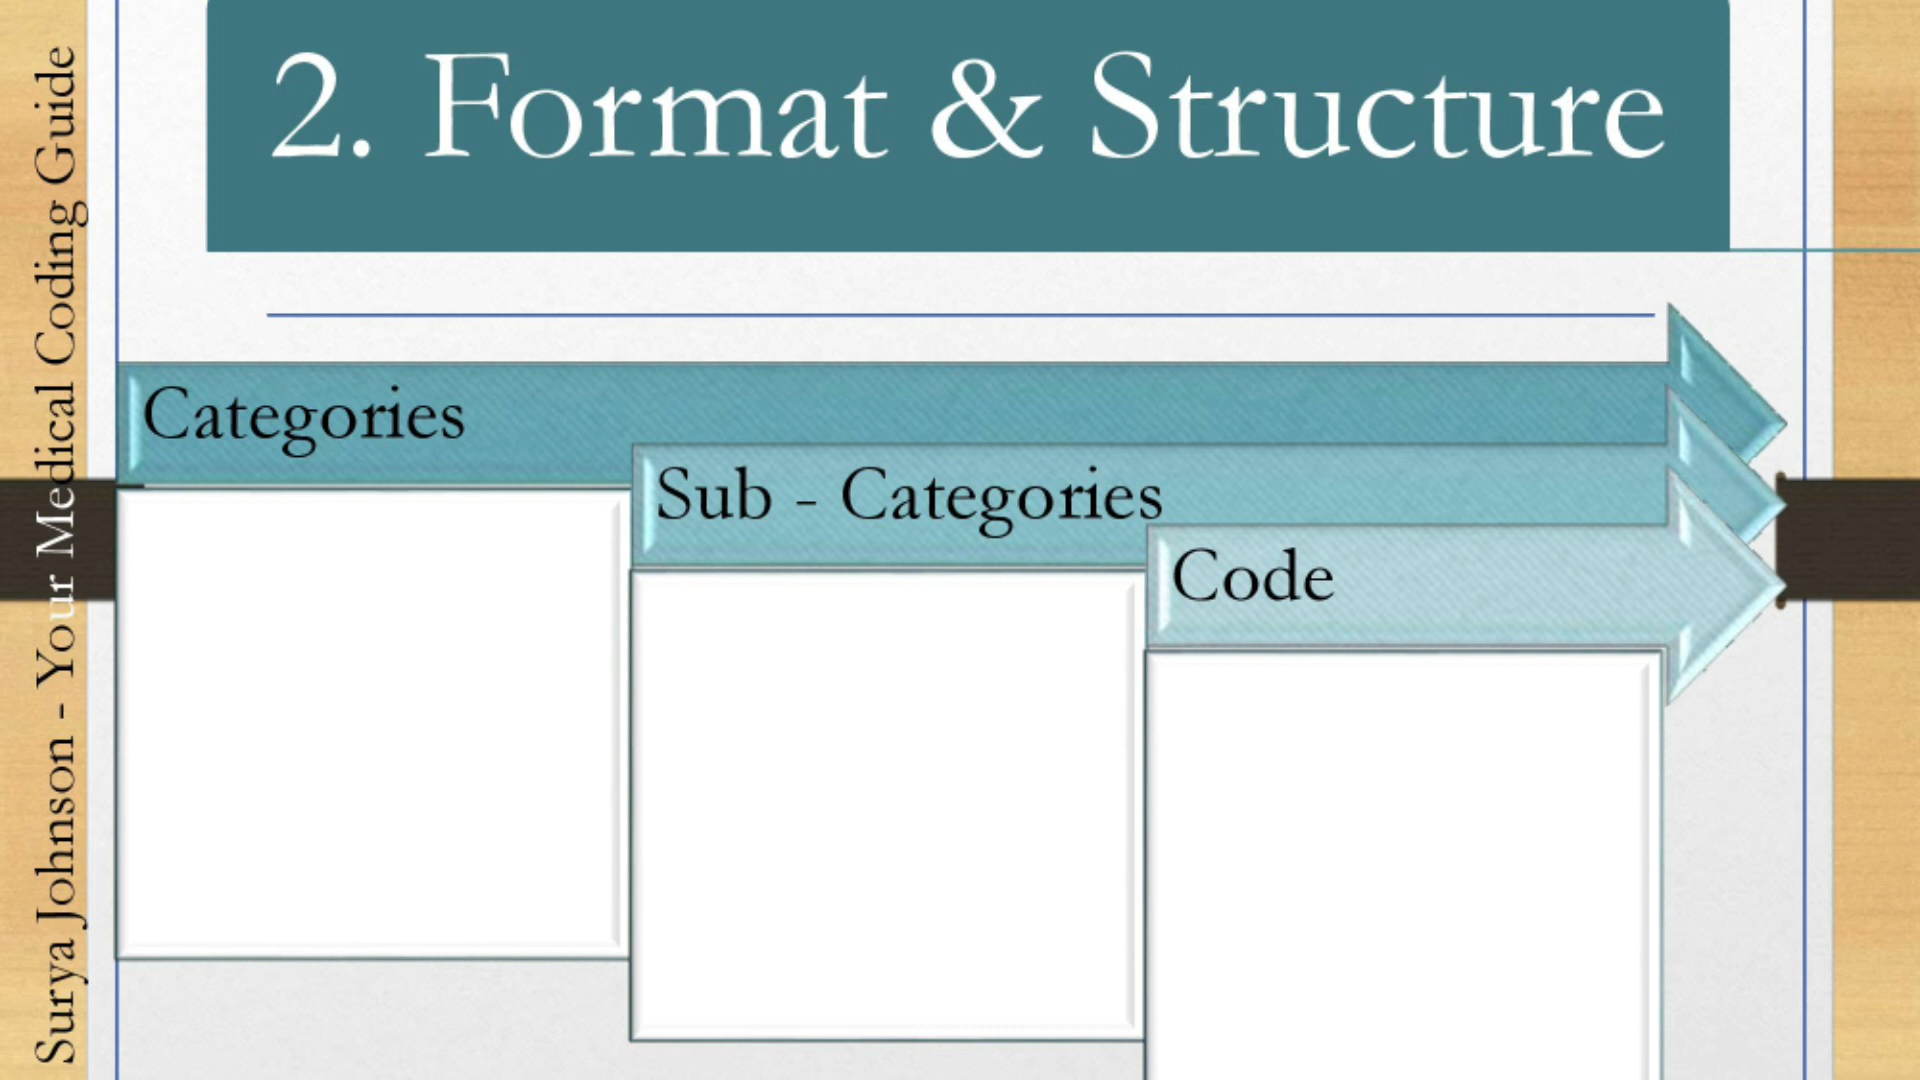 2. Format & Structure
Categories
Sub - Categories
Code
Surya Johnson - Your Medical Coding Guide